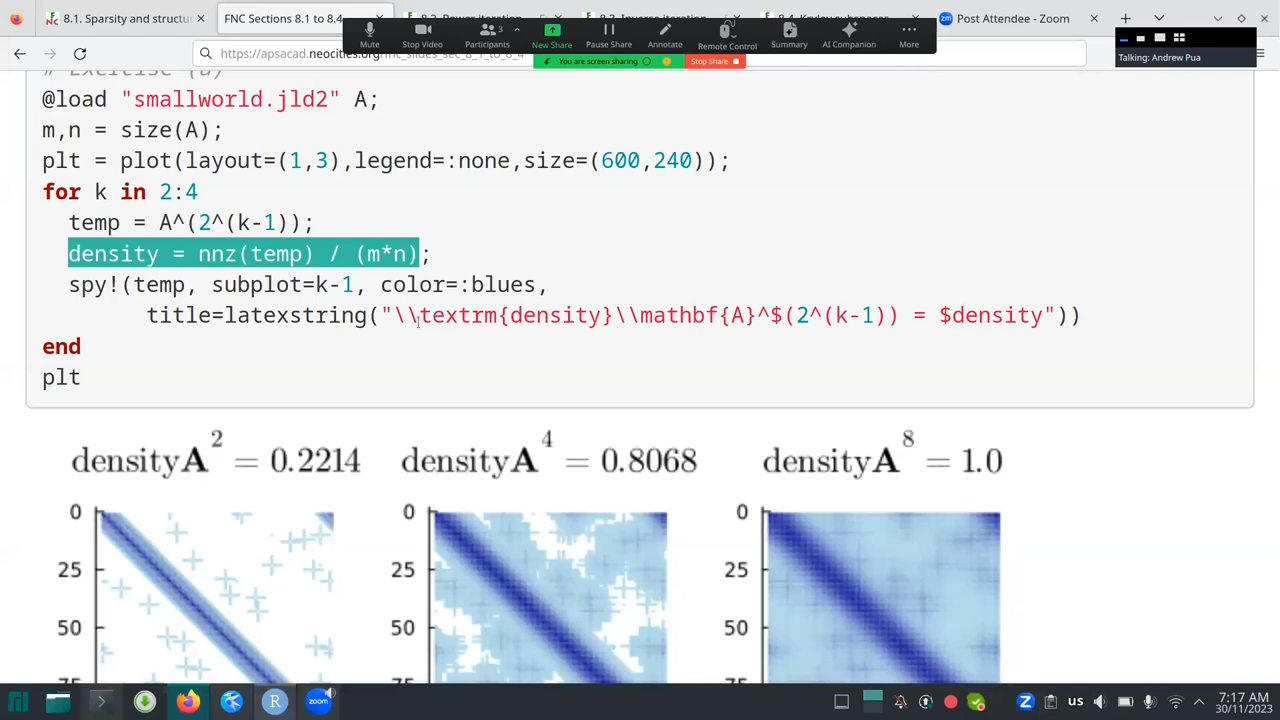 8.1. Sparsity and structu
FNC Sections 8.1 to 8.4
Post Attendee - Zoom
Mute
Stop Video
Participants
3
New Share
Pause Share
Annotate
Remote Control
Summary
AI Companion
More
https://apsacad.neocities.org/
You are screen sharing
Stop Share
Talking: Andrew Pua
@load "smallworld.jld2" A;
m,n = size(A);
plt = plot(layout=(1,3),legend=:none,size=(600,240));
for k in 2:4
temp = A^(2^(k-1));
density = nnz(temp) / (m*n);
spy!(temp, subplot=k-1, color=:blues,
title=latexstring("\\textrm{density}\\mathbf{A}^$(2^(k-1)) = $density"))
end
plt
densityA^2 = 0.2214
densityA^4 = 0.8068
densityA^8 = 1.0
0
25
50
0
25
50
0
25
50
us
7:17 AM
30/11/2023